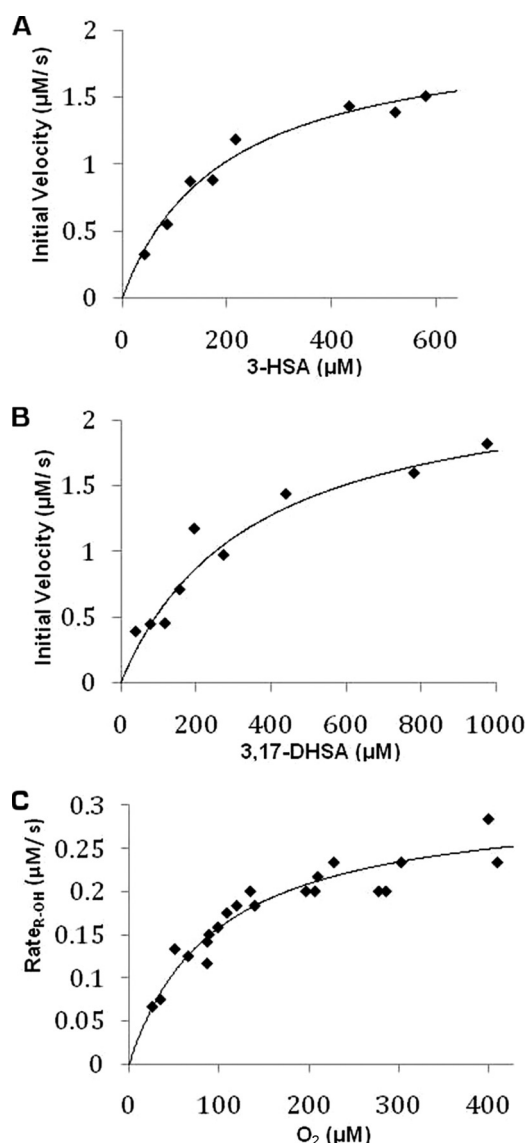 A
Initial Velocity (µM/ s)
2
1.5
1
0.5
0
0 200 400 600
3-HSA (µM)
B
Initial Velocity (µM/ s)
2
1.5
1
0.5
0
0 200 400 600 800 1000
3,17-DHSA (µM)
C
Rate_R-OH (µM/ s)
0.3
0.25
0.2
0.15
0.1
0.05
0
0 100 200 300 400
O₂ (µM)